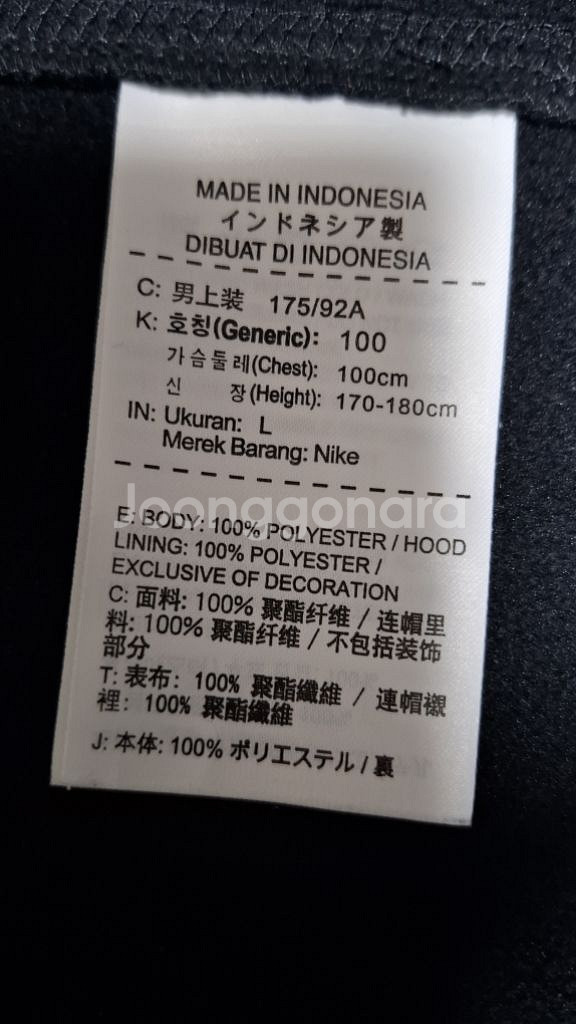 MADE IN INDONESIA
インドネシア製
DIBUAT DI INDONESIA
C: 男上装 175/92A
K: 호칭(Generic): 100
가슴둘레(Chest): 100cm
신 장(Height): 170-180cm
IN: Ukuran: L
Merek Barang: Nike
Joonggonara
E: BODY: 100% POLYESTER / HOOD
LINING: 100% POLYESTER /
EXCLUSIVE OF DECORATION
C: 面料: 100% 聚酯纤维 / 连帽里
料: 100% 聚酯纤维 / 不包括装饰
部分
T: 表布: 100% 聚酯纖維 / 連帽襯
裡: 100% 聚酯纖維
J: 本体: 100% ポリエステル / 裏